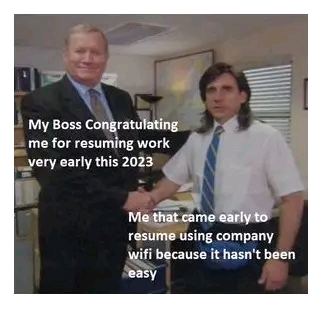 My Boss Congratulating
me for resuming work
very early this 2023
Me that came early to
resume using company
wifi because it hasn't been
easy